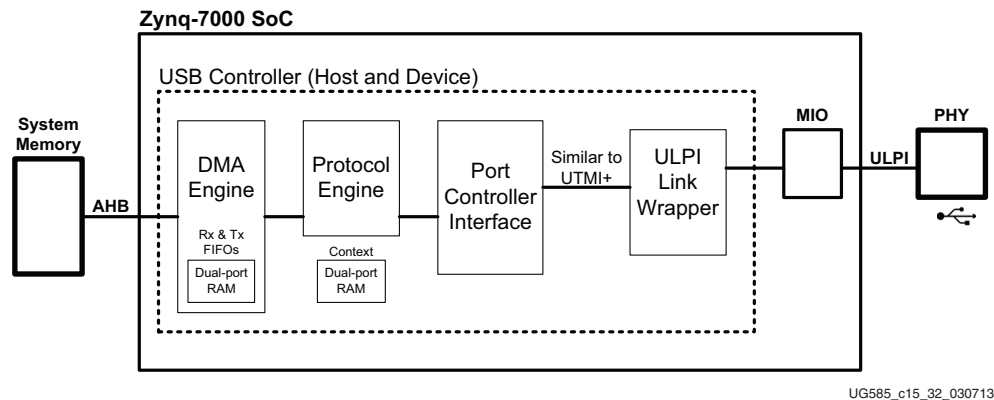 Zynq-7000 SoC
USB Controller (Host and Device)
System
Memory
AHB
DMA
Engine
Rx & Tx
FIFOs
Dual-port
RAM
Protocol
Engine
Context
Dual-port
RAM
Port
Controller
Interface
Similar to
UTMI+
ULPI
Link
Wrapper
MIO
ULPI
PHY
UG585_c15_32_030713